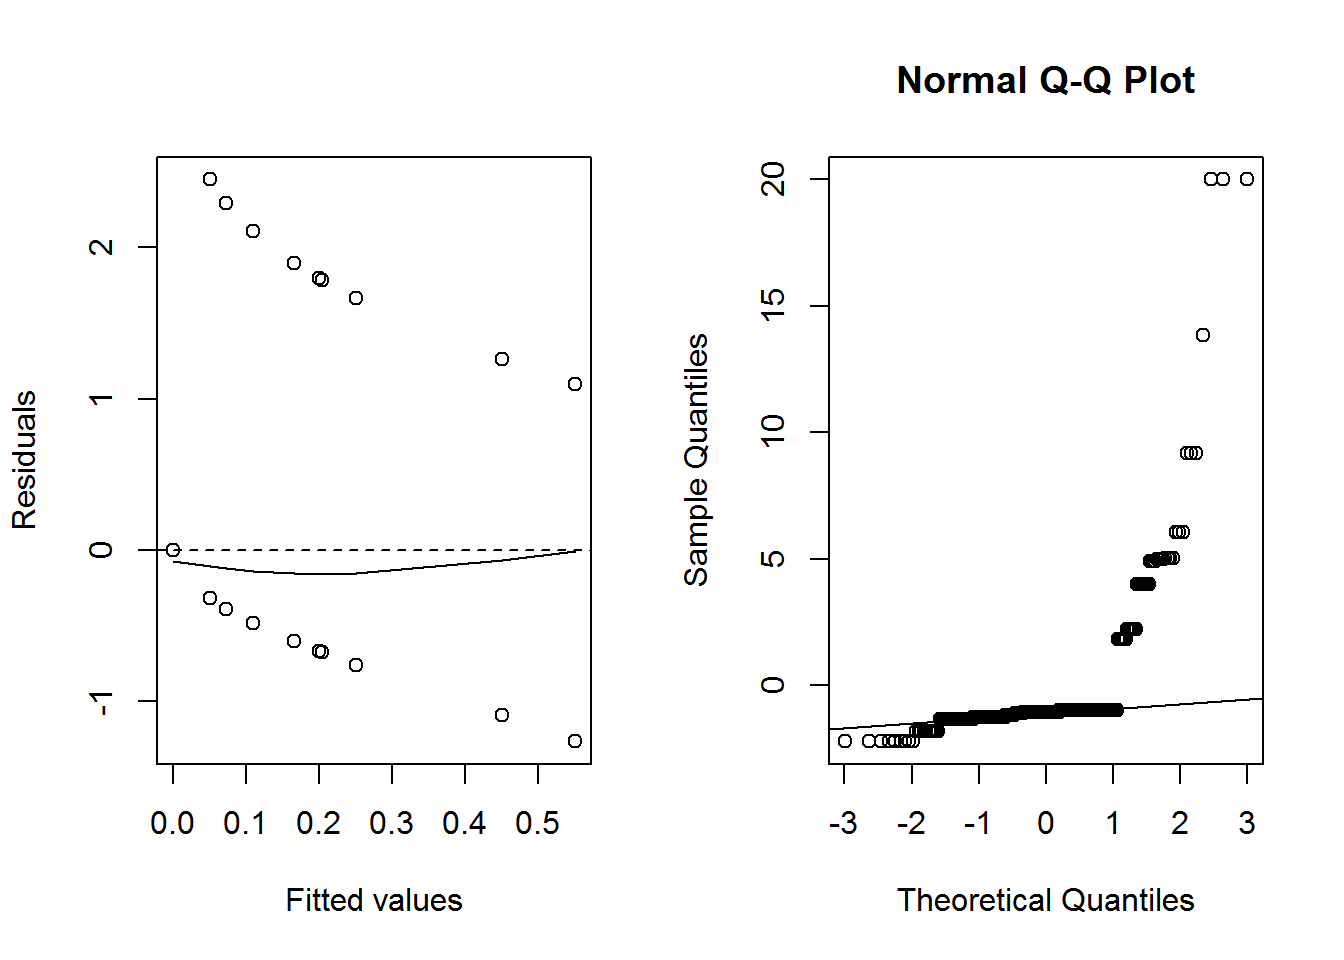 Residuals
2
1
0
-1
0.0 0.1 0.2 0.3 0.4 0.5
Fitted values
Normal Q-Q Plot
Sample Quantiles
20
15
10
5
0
-3 -2 -1 0 1 2 3
Theoretical Quantiles